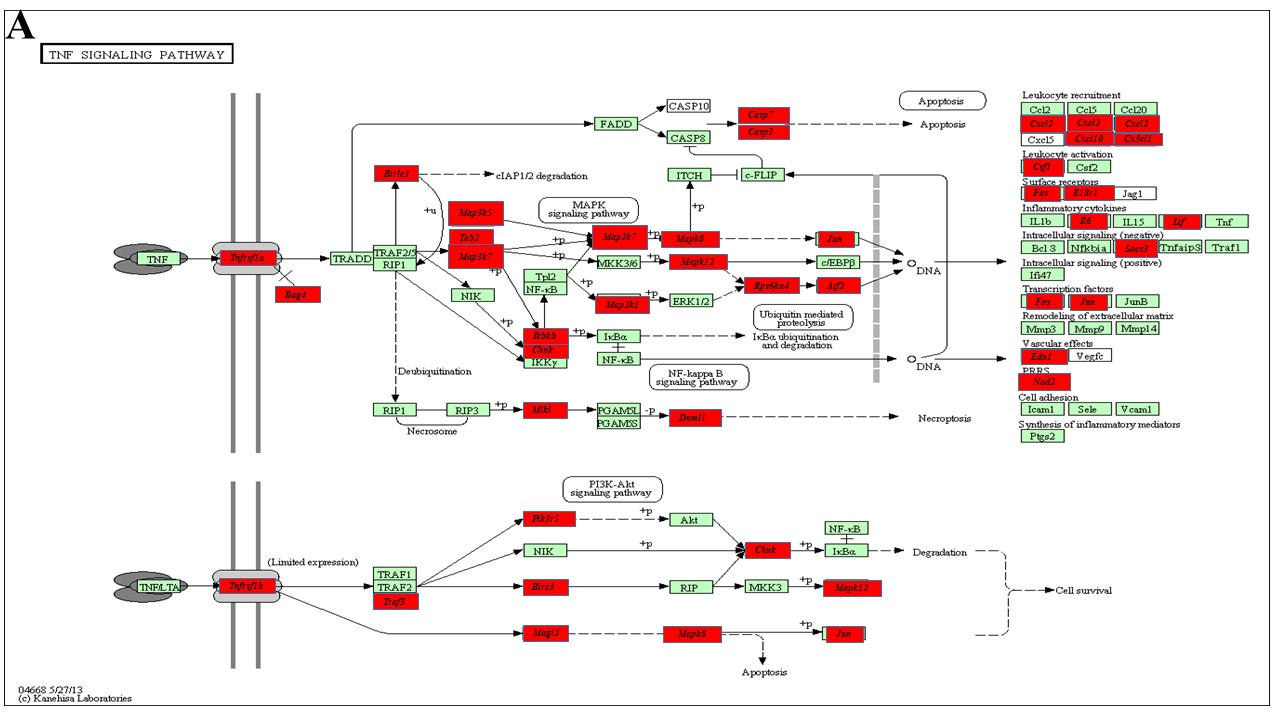 A
TNF SIGNALING PATHWAY
Apoptosis
CASP10
FADD
Casp7
Casp3
Apoptosis
CASP8
Birlc3
cIAP1/2 degradation
ITCH
c-FLIP
+u
+p
MAPK
signaling pathway
Map3k5
Tab2
Map3k7
Map2k7
+p
Mapk8
Jun
+p
TNF
Tnfrsf1a
TRADD
TRAF2/5
RIP1
MKK3/6
+p
Mapk12
c/EBPβ
DNA
+p
+p
Bag4
NIK
Tpl2
NF-κB
+p
Map2k1
+p
ERK1/2
Rps6ka4
Atf2
+p
Ubiquitin mediated
proteolysis
Ikbkb
Chuk
IKKγ
+p
IκBα
IκBα ubiquitination
and degradation
NF-κB
DNA
Deubiquitination
NF-kappa B
signaling pathway
RIP1
RIP3
+p
Mlkl
PGAM5L
PGAM5S
-p
Dnm1l
Necroptosis
Necrosome
Leukocyte recruitment
Ccl2 Ccl5 Ccl20
Cxcl2 Cxcl2 Cxcl2
Cxcl5 Cxcl10 Cx3cl1
Leukocyte activation
Csf1 Csf2
Surface receptors
Fas Il18r1 Jag1
Inflammatory cytokines
IL1b Il6 IL15 Lif Tnf
Intracellular signaling (negative)
Bcl3 Nfkbia Socs3 Tnfaip3 Traf1
Intracellular signaling (positive)
Ifi47
Transcription factors
Fos Jun JunB
Remodeling of extracellular matrix
Mmp3 Mmp9 Mmp14
Vascular effects
Edn1 Vegfc
PRRS
Nod2
Cell adhesion
Icam1 Sele Vcam1
Synthesis of inflammatory mediators
Ptgs2
PI3K-Akt
signaling pathway
Pik3r5
+p
Akt
NF-κB
NIK
+p
Chuk
+p
IκBα
Degradation
(Limited expression)
TNF/LTA
Tnfrsf1b
TRAF1
TRAF2
Traf3
Birc3
RIP
MKK3
+p
Mapk12
Cell survival
Magi2
Mapk8
+p
Jun
Apoptosis
04668 5/27/13
(c) Kanehisa Laboratories